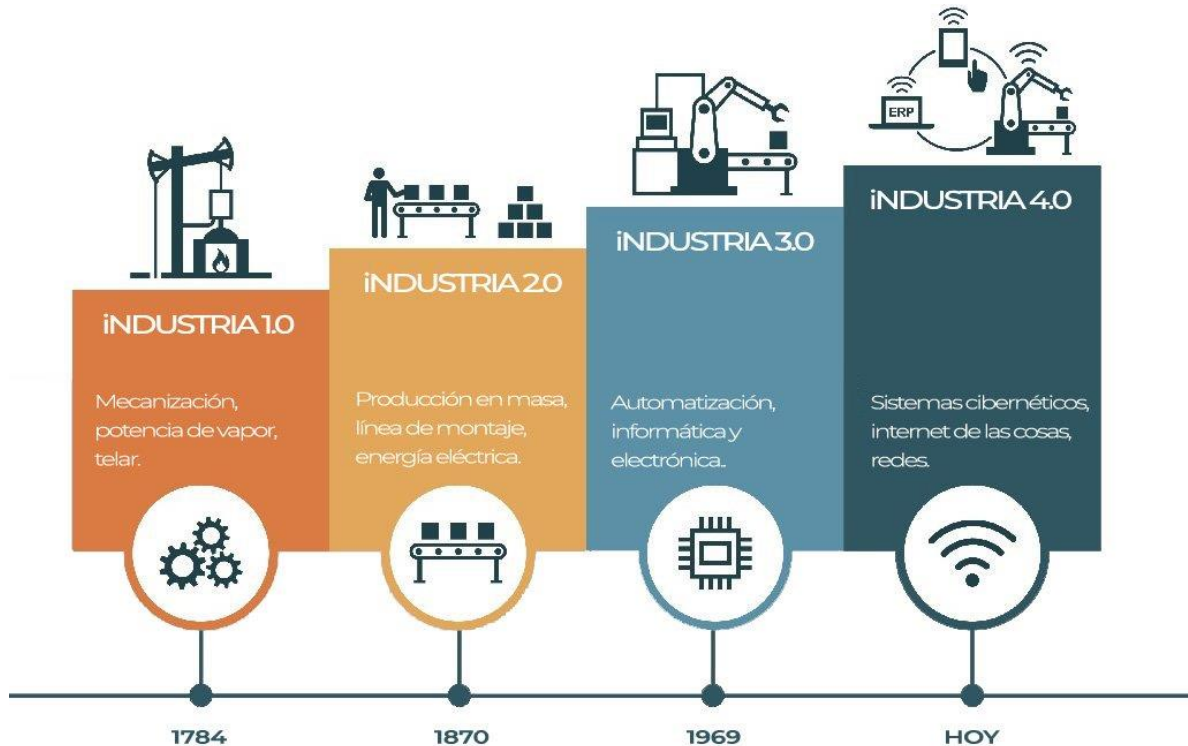 ERP
iNDUSTRIA 1.0
Mecanización,
potencia de vapor,
telar.
iNDUSTRIA 2.0
Producción en masa,
línea de montaje,
energía eléctrica.
iNDUSTRIA 3.0
Automatización,
informática y
electrónica..
iNDUSTRIA 4.0
Sistemas cibernéticos,
internet de las cosas,
redes.
1784
1870
1969
HOY